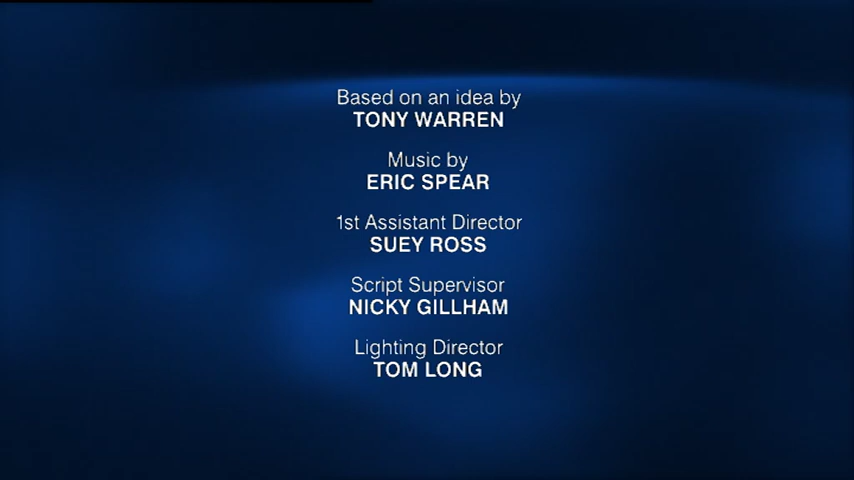 Based on an idea by
TONY WARREN
Music by
ERIC SPEAR
1st Assistant Director
SUEY ROSS
Script Supervisor
NICKY GILLHAM
Lighting Director
TOM LONG